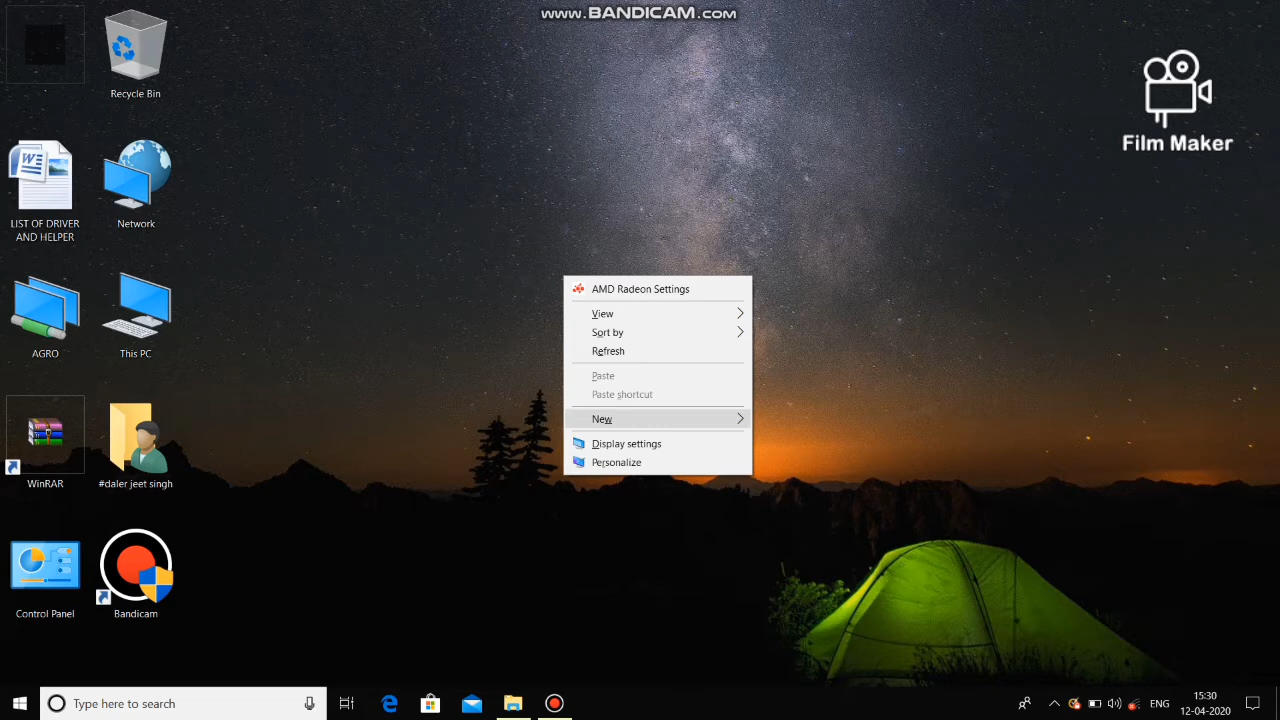 www.BANDICAM.com
Film Maker
Recycle Bin
LIST OF DRIVER
AND HELPER
Network
AGRO
This PC
WinRAR
#daler jeet singh
Control Panel
Bandicam
AMD Radeon Settings
View
Sort by
Refresh
Paste
Paste shortcut
New
Display settings
Personalize
Type here to search
ENG
15:30
12-04-2020